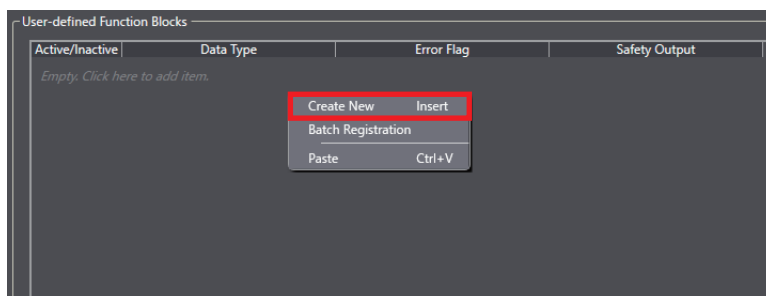 User-defined Function Blocks
Active/Inactive Data Type Error Flag Safety Output
Empty. Click here to add item.
Create New Insert
Batch Registration
Paste Ctrl+V